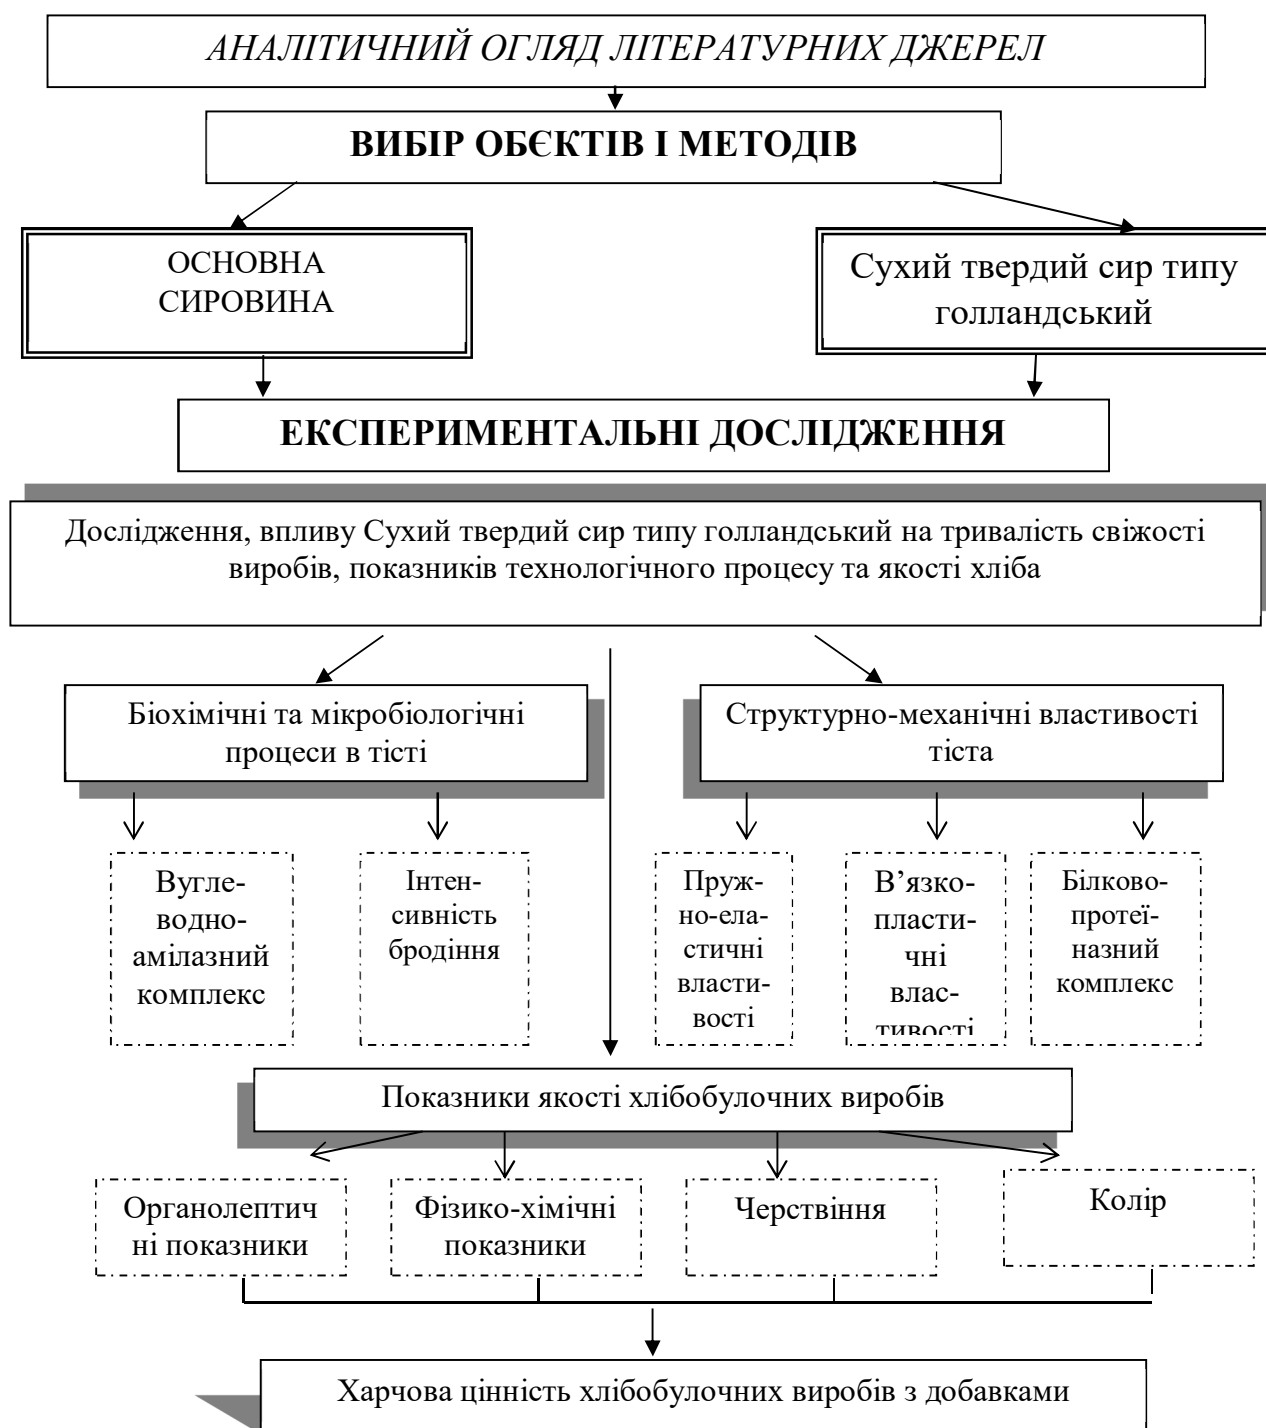 АНАЛІТИЧНИЙ ОГЛЯД ЛІТЕРАТУРНИХ ДЖЕРЕЛ
ВИБІР ОБЄКТІВ І МЕТОДІВ
ОСНОВНА
СИРОВИНА
Сухий твердий сир типу
голландський
ЕКСПЕРИМЕНТАЛЬНІ ДОСЛІДЖЕННЯ
Дослідження, впливу Сухий твердий сир типу голландський на тривалість свіжості
виробів, показників технологічного процесу та якості хліба
Біохімічні та мікробіологічні
процеси в тісті
Структурно-механічні властивості
тіста
Вугле-
водно-
амілазний
комплекс
Інтен-
сивність
бродіння
Пруж-
но-ела-
стичні
власти-
вості
В’язко-
пласти-
чні
влас-
тивості
Білково-
протеї-
назний
комплекс
Показники якості хлібобулочних виробів
Органолептич
ні показники
Фізико-хімічні
показники
Черствіння
Колір
Харчова цінність хлібобулочних виробів з добавками